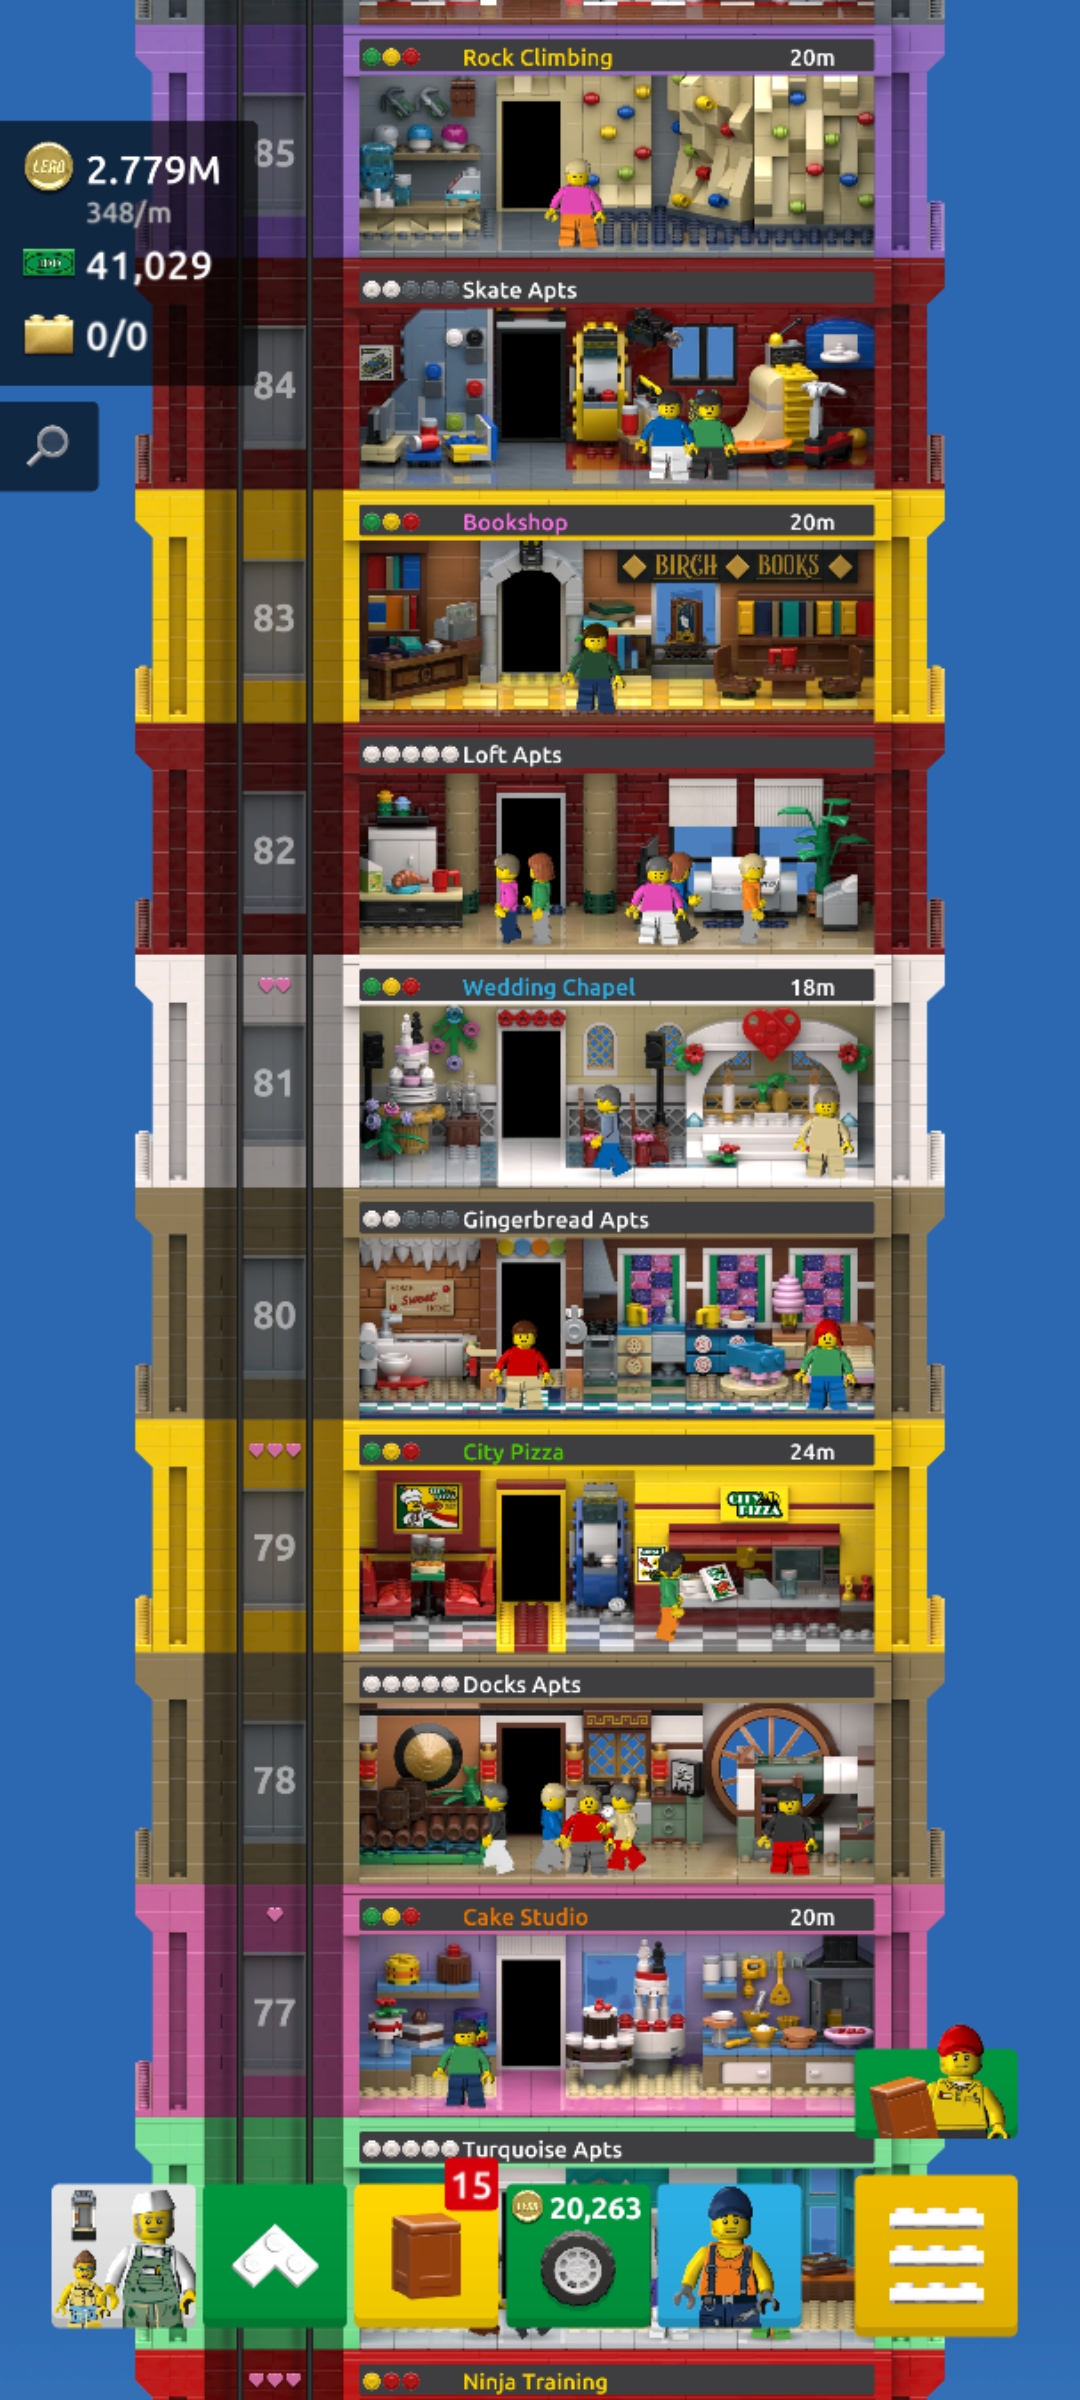 Rock Climbing 20m
85
LEGO 2.779M
348/m
41,029
0/0
Skate Apts
84
Bookshop 20m
BIRCH BOOKS
83
Loft Apts
82
Wedding Chapel 18m
81
Gingerbread Apts
Sweet
80
City Pizza 24m
CITY PIZZA
79
Docks Apts
78
Cake Studio 20m
77
Turquoise Apts
15
20,263
Ninja Training